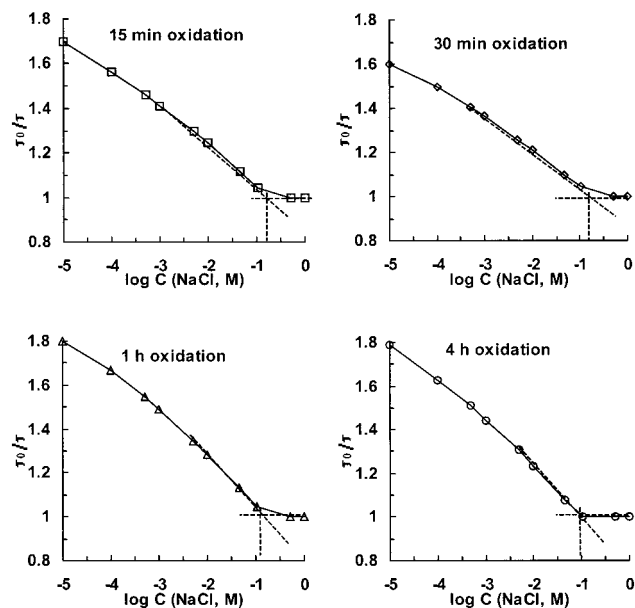 1.8
15 min oxidation
1.6
1.4
τ₀/τ
1.2
1
0.8
-5 -4 -3 -2 -1 0
log C (NaCl, M)
1.8
30 min oxidation
1.6
1.4
τ₀/τ
1.2
1
0.8
-5 -4 -3 -2 -1 0
log C (NaCl, M)
1.8
1 h oxidation
1.6
1.4
τ₀/τ
1.2
1
0.8
-5 -4 -3 -2 -1 0
log C (NaCl, M)
1.8
4 h oxidation
1.6
1.4
τ₀/τ
1.2
1
0.8
-5 -4 -3 -2 -1 0
log C (NaCl, M)